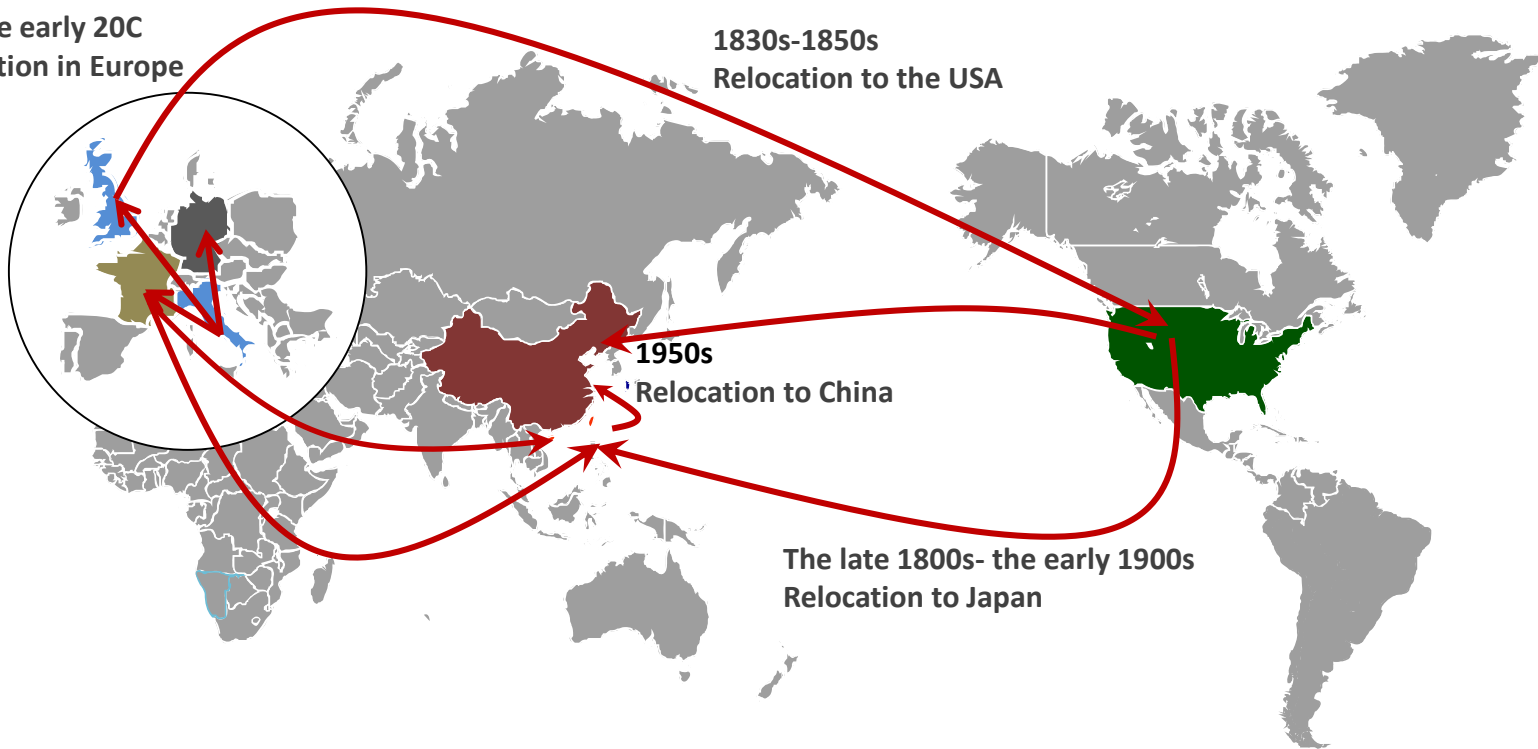 early 20C
in Europe
1830s-1850s
Relocation to the USA
1950s
Relocation to China
The late 1800s- the early 1900s
Relocation to Japan